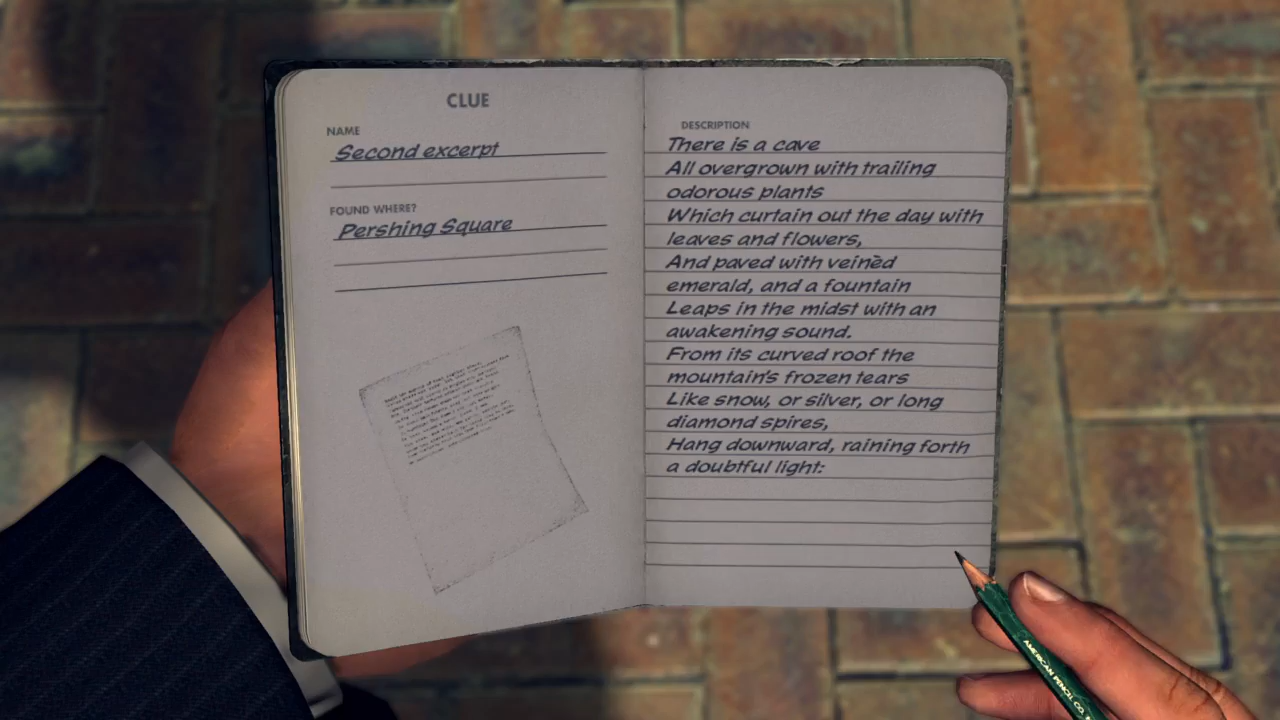 CLUE
NAME
Second excerpt
FOUND WHERE?
Pershing Square
DESCRIPTION
There is a cave
All overgrown with trailing
odorous plants
Which curtain out the day with
leaves and flowers,
And paved with veinèd
emerald, and a fountain
Leaps in the midst with an
awakening sound.
From its curved roof the
mountain's frozen tears
Like snow, or silver, or long
diamond spires,
Hang downward, raining forth
a doubtful light:
AMERICAN PENCIL CO.